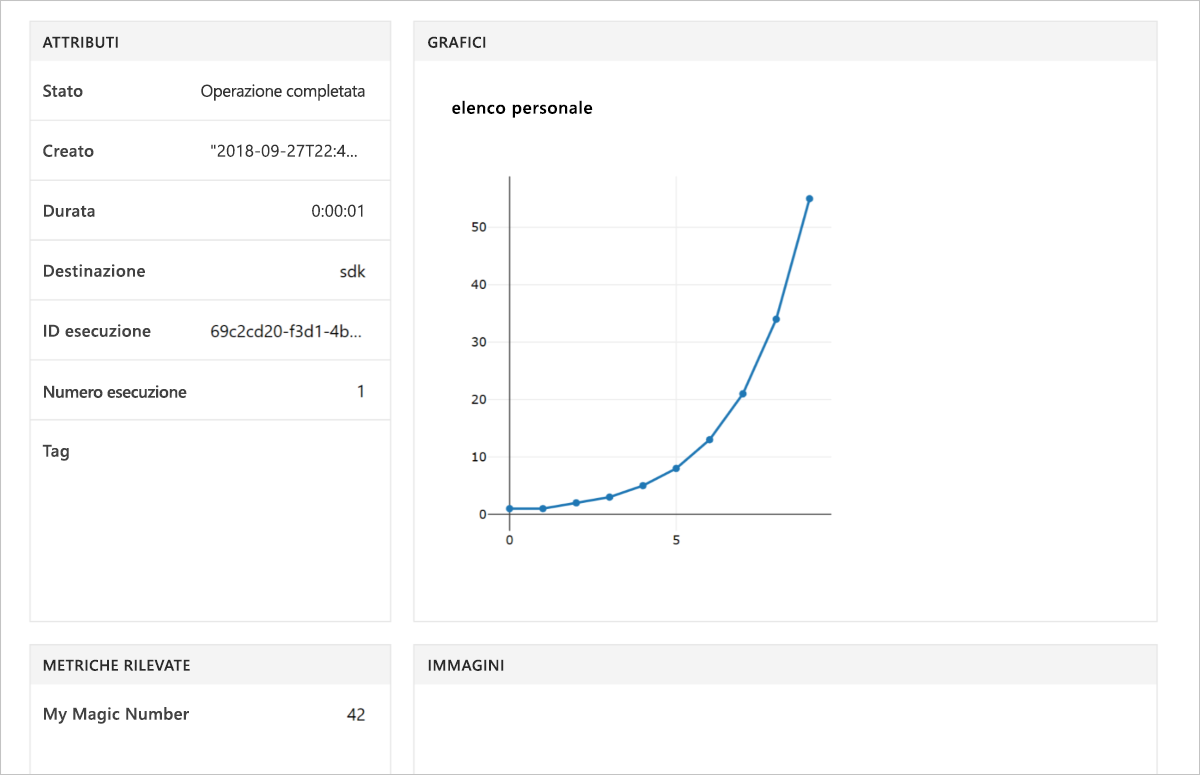 ATTRIBUTI
Stato Operazione completata
Creato "2018-09-27T22:4...
Durata 0:00:01
Destinazione sdk
ID esecuzione 69c2cd20-f3d1-4b...
Numero esecuzione 1
Tag
GRAFICI
elenco personale
50
40
30
20
10
0
0 5
METRICHE RILEVATE
My Magic Number 42
IMMAGINI